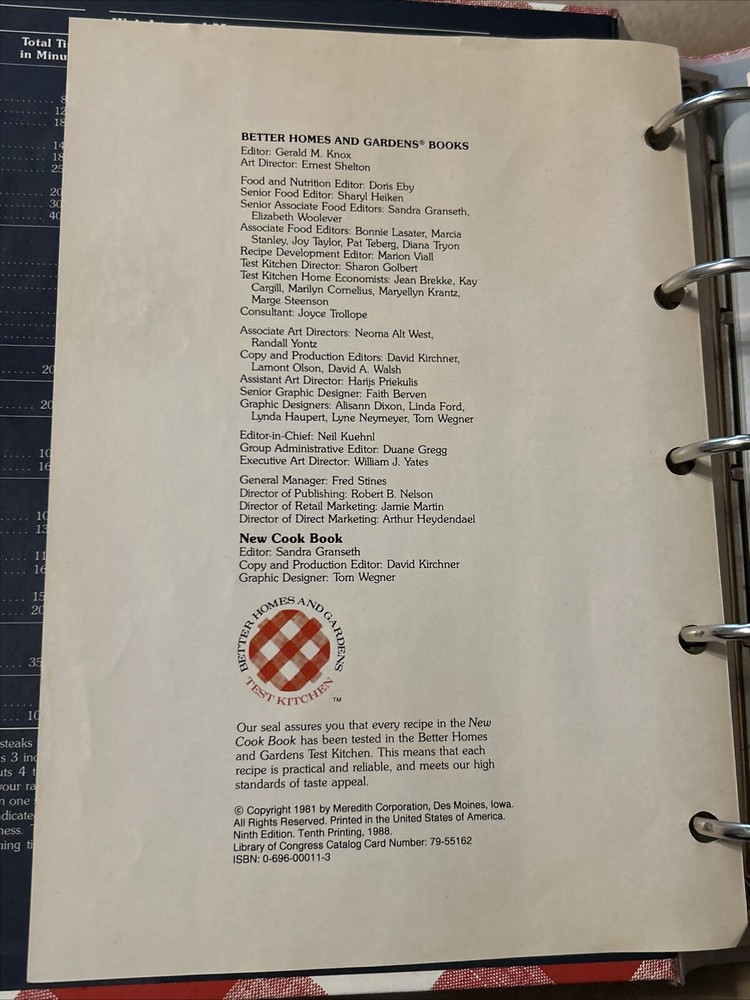 Total Ti
in Minu
BETTER HOMES AND GARDENS® BOOKS
Editor: Gerald M. Knox
Art Director: Ernest Shelton
Food and Nutrition Editor: Doris Eby
Senior Food Editor: Sharyl Heiken
Senior Associate Food Editors: Sandra Granseth,
Elizabeth Woolever
Associate Food Editors: Bonnie Lasater, Marcia
Stanley, Joy Taylor, Pat Teberg, Diana Tryon
Recipe Development Editor: Marion Viall
Test Kitchen Director: Sharon Golbert
Test Kitchen Home Economists: Jean Brekke, Kay
Cargill, Marilyn Cornelius, Maryellyn Krantz,
Marge Steenson
Consultant: Joyce Trollope
Associate Art Directors: Neoma Alt West,
Randall Yontz
Copy and Production Editors: David Kirchner,
Lamont Olson, David A. Walsh
Assistant Art Director: Harijs Priekulis
Senior Graphic Designer: Faith Berven
Graphic Designers: Alisann Dixon, Linda Ford,
Lynda Haupert, Lyne Neymeyer, Tom Wegner
Editor-in-Chief: Neil Kuehnl
Group Administrative Editor: Duane Gregg
Executive Art Director: William J. Yates
General Manager: Fred Stines
Director of Publishing: Robert B. Nelson
Director of Retail Marketing: Jamie Martin
Director of Direct Marketing: Arthur Heydendael
New Cook Book
Editor: Sandra Granseth
Copy and Production Editor: David Kirchner
Graphic Designer: Tom Wegner
BETTER HOMES AND GARDENS
TEST KITCHEN ™
Our seal assures you that every recipe in the New
Cook Book has been tested in the Better Homes
and Gardens Test Kitchen. This means that each
recipe is practical and reliable, and meets our high
standards of taste appeal.
© Copyright 1981 by Meredith Corporation, Des Moines, Iowa.
All Rights Reserved. Printed in the United States of America.
Ninth Edition. Tenth Printing, 1988.
Library of Congress Catalog Card Number: 79-55162
ISBN: 0-696-00011-3